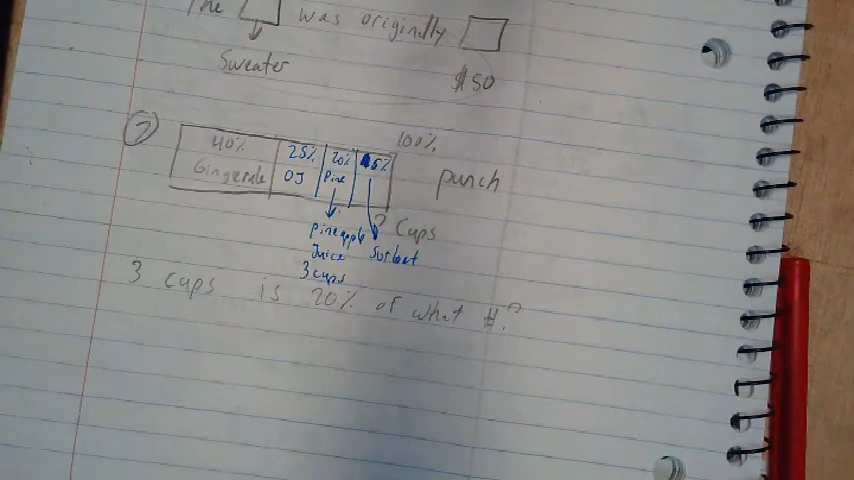 The was originally
Sweater
$50
2
40% 25% 20% 15% 100%
Gingerale OJ Pine punch
? Cups
pineapple
Juice Sorbet
3 cups
3 cups is 20% of what #?